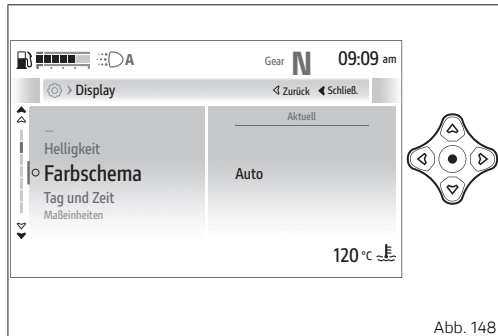 A Gear N 09:09 am
> Display Zurück Schließ.
Aktuell
Helligkeit
Farbschema Auto
Tag und Zeit
Maßeinheiten
120 °C
Abb. 148